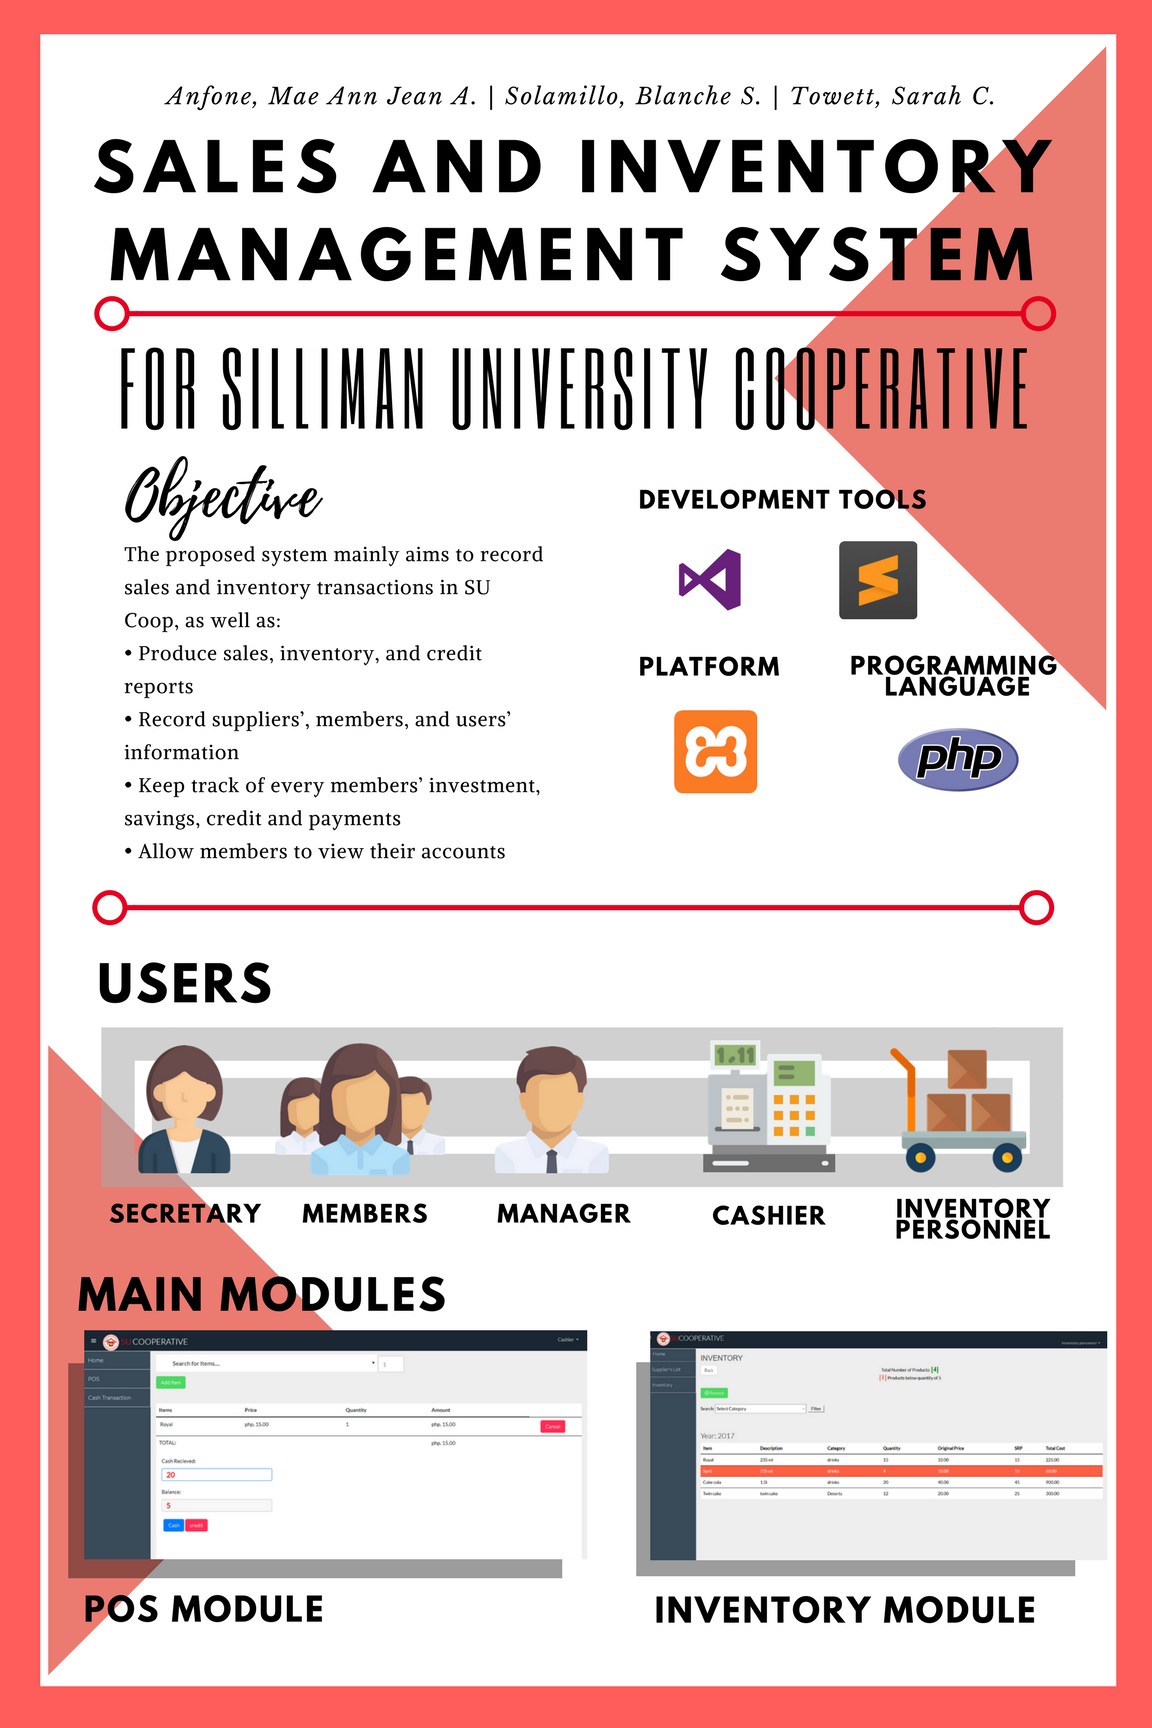 Anfone, Mae Ann Jean A. | Solamillo, Blanche S. | Towett, Sarah C.
SALES AND INVENTORY
MANAGEMENT SYSTEM
FOR SILLIMAN UNIVERSITY COOPERATIVE
Objective
The proposed system mainly aims to record
sales and inventory transactions in SU
Coop, as well as:
• Produce sales, inventory, and credit
reports
• Record suppliers’, members, and users’
information
• Keep track of every members’ investment,
savings, credit and payments
• Allow members to view their accounts
DEVELOPMENT TOOLS
PLATFORM
PROGRAMMING
LANGUAGE
php
USERS
1.11
SECRETARY
MEMBERS
MANAGER
CASHIER
INVENTORY
PERSONNEL
MAIN MODULES
SU COOPERATIVE
Cashier
Home
POS
Cash Transaction
Search for Items...
1
Add Item
Items Price Quantity Amount
Royal php. 15.00 1 php. 15.00 Cancel
TOTAL: php. 15.00
Cash Recieved:
20
Balance:
5
Cash credit
POS MODULE
SU COOPERATIVE
Inventory personnel
Home
Supplier's List
Inventory
INVENTORY
Back
Total Number of Products [4]
[1] Products below quantity of 5
Search: Select Category Filter
Year: 2017
Item Description Category Quantity Original Price SRP Total Cost
Royal 235 ml drinks 15 10.00 15 225.00
Sprit 235 ml drinks 4 10.00 15 60.00
Coke cola 1.5l drinks 20 40.00 45 900.00
Twin cake twin cake Deserts 12 20.00 25 300.00
INVENTORY MODULE